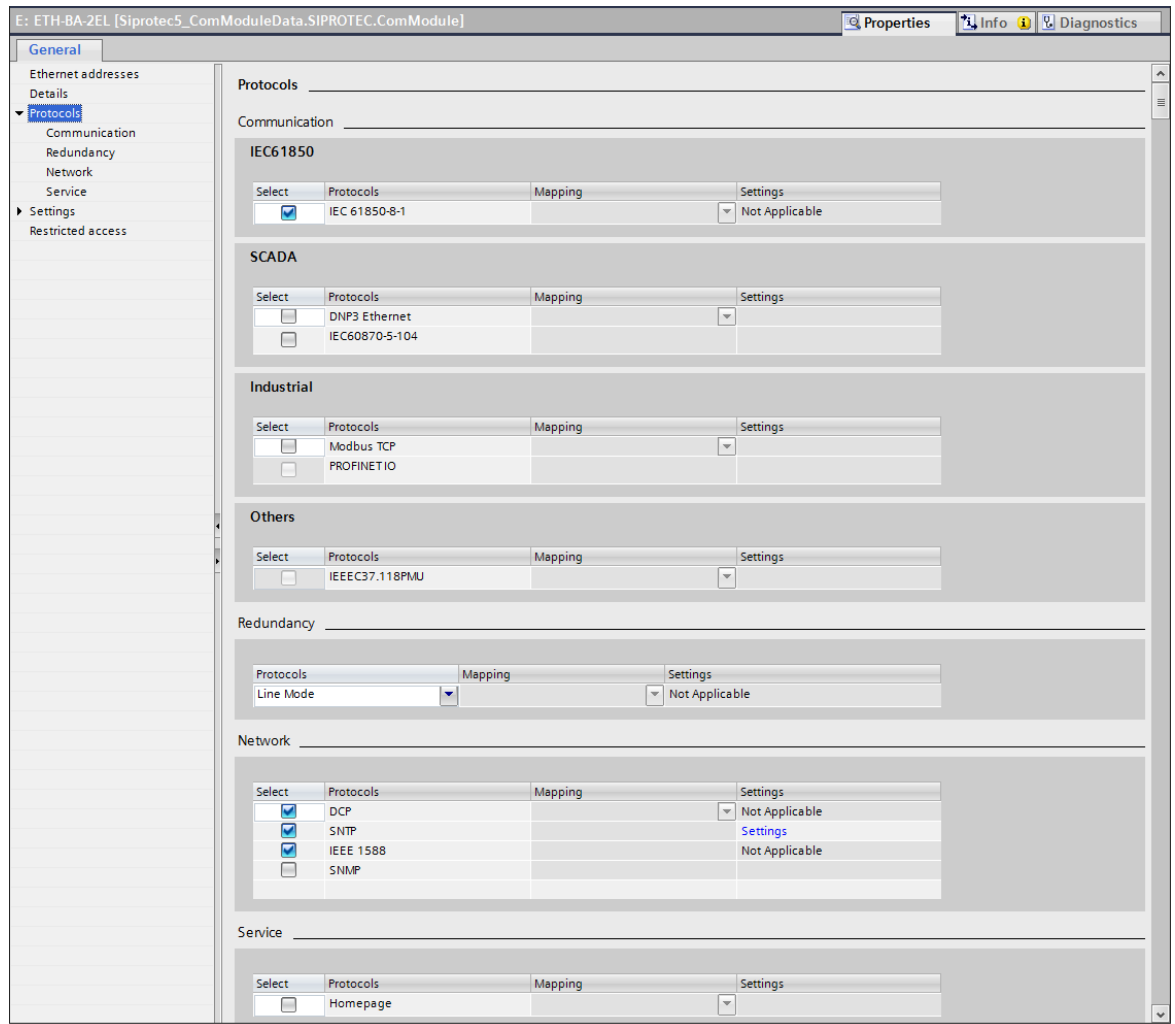 E: ETH-BA-2EL [Siprotec5_ComModuleData.SIPROTEC.ComModule]
Properties
Info
Diagnostics
General
Ethernet addresses
Details
Protocols
Communication
Redundancy
Network
Service
Settings
Restricted access
Protocols
Communication
IEC61850
Select Protocols Mapping Settings
IEC 61850-8-1 Not Applicable
SCADA
Select Protocols Mapping Settings
DNP3 Ethernet
IEC60870-5-104
Industrial
Select Protocols Mapping Settings
Modbus TCP
PROFINET IO
Others
Select Protocols Mapping Settings
IEEEC37.118PMU
Redundancy
Protocols Mapping Settings
Line Mode Not Applicable
Network
Select Protocols Mapping Settings
DCP Not Applicable
SNTP Settings
IEEE 1588 Not Applicable
SNMP
Service
Select Protocols Mapping Settings
Homepage